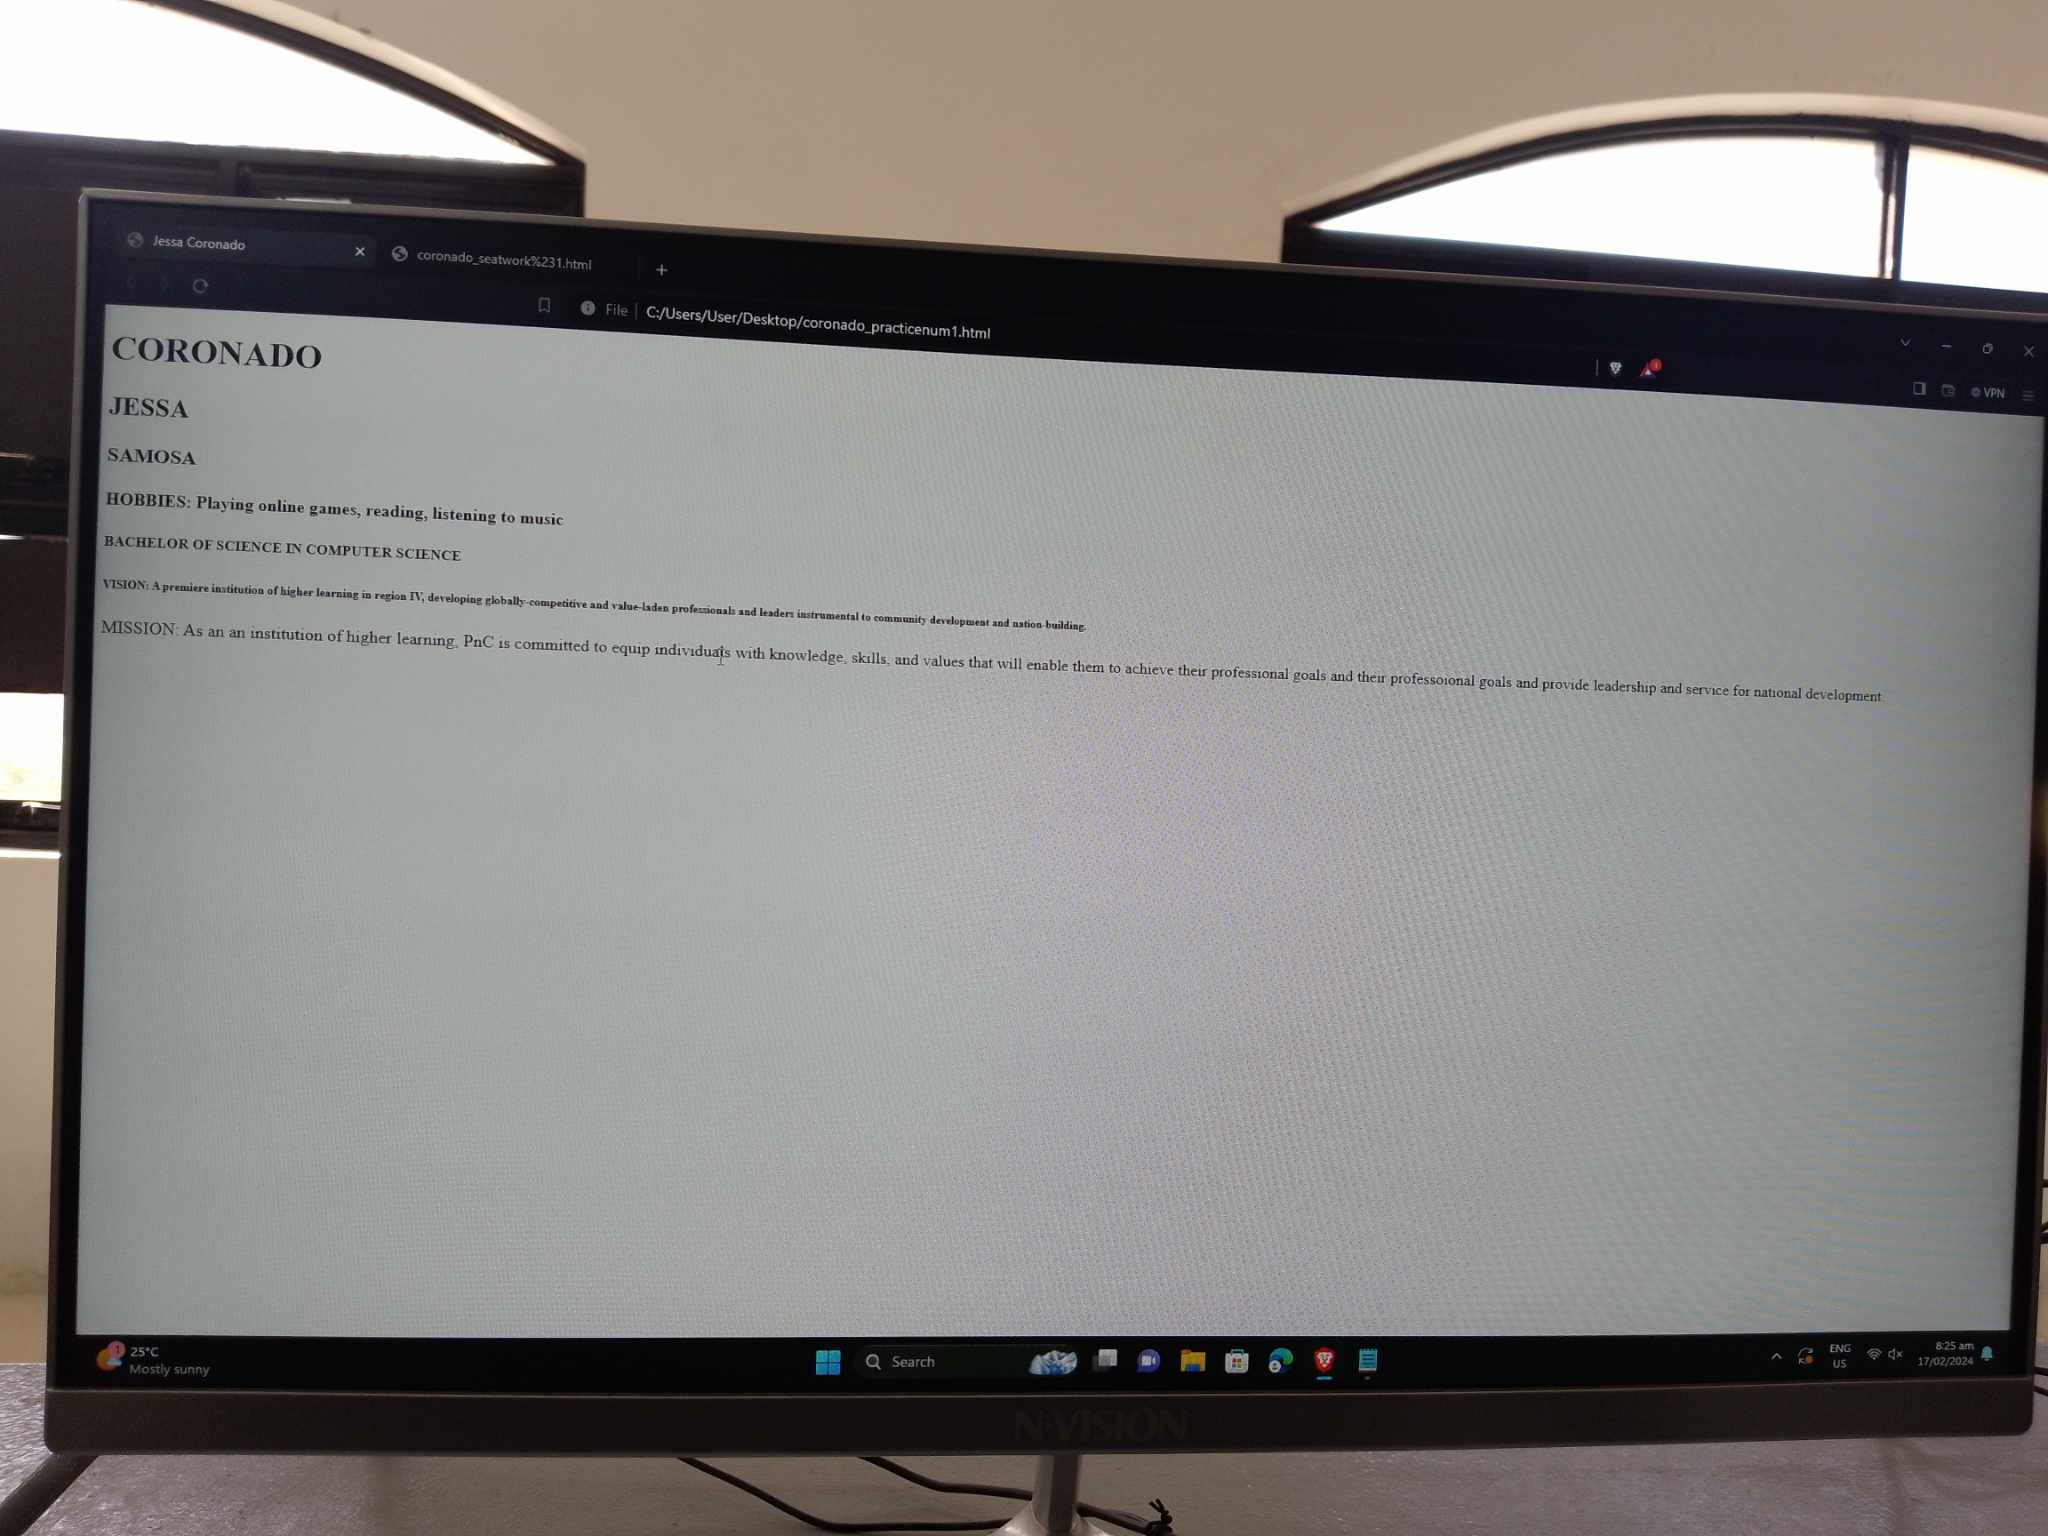 Jessa Coronado
coronado_seatwork%231.html
File
C:/Users/User/Desktop/coronado_practicenum1.html
VPN
CORONADO
JESSA
SAMOSA
HOBBIES: Playing online games, reading, listening to music
BACHELOR OF SCIENCE IN COMPUTER SCIENCE
VISION: A premiere institution of higher learning in region IV, developing globally-competitive and value-laden professionals and leaders instrumental to community development and nation-building.
MISSION: As an an institution of higher learning, PnC is committed to equip individuals with knowledge, skills, and values that will enable them to achieve their professional goals and their professoional goals and provide leadership and service for national development.
1
25°C
Mostly sunny
Search
ENG
US
8:25 am
17/02/2024
N-VISION